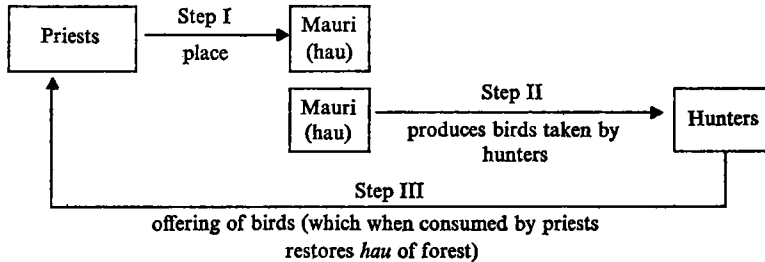 Step I
Priests
place
Mauri
(hau)
Mauri
(hau)
Step II
produces birds taken by
hunters
Hunters
Step III
offering of birds (which when consumed by priests
restores hau of forest)